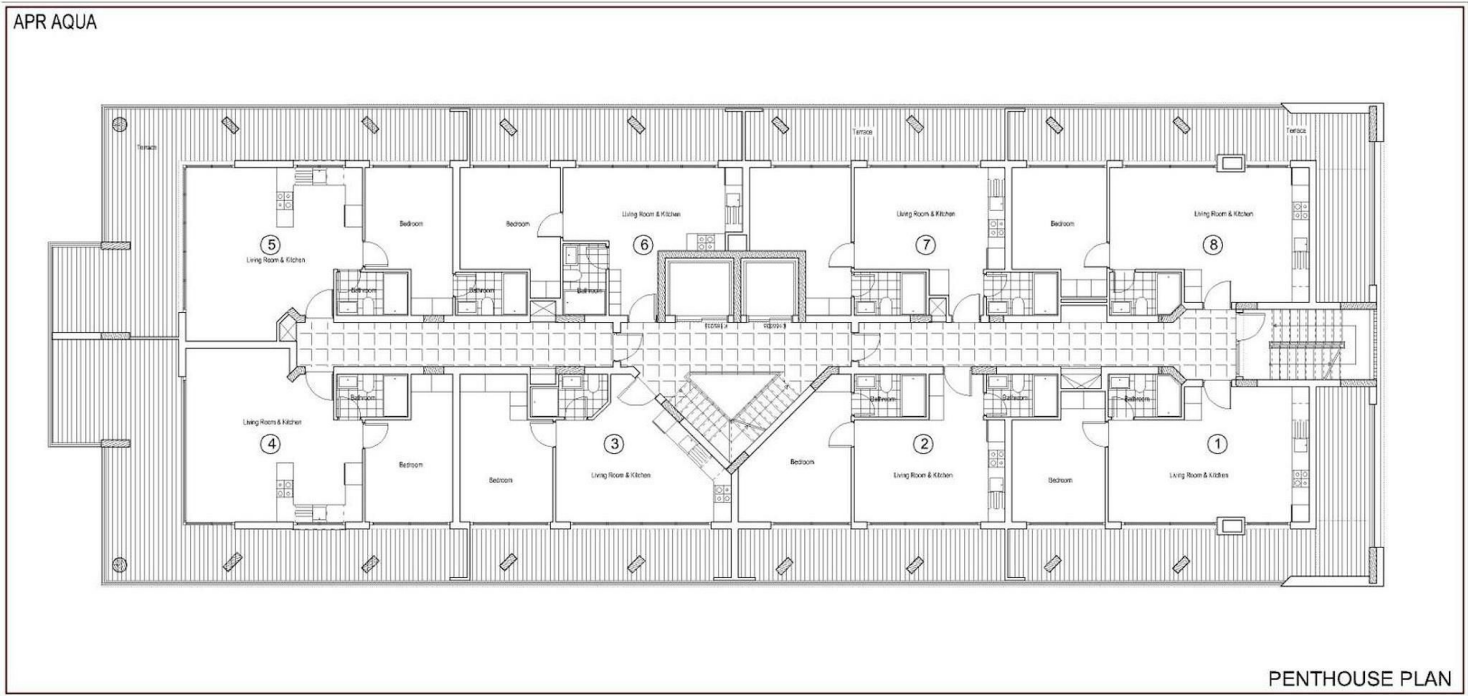 APR AQUA
Terrace
Terrace
Terrace
Bedroom
Bedroom
Living Room & Kitchen
Living Room & Kitchen
Bedroom
Living Room & Kitchen
5
Living Room & Kitchen
6
7
8
Bathroom
Bathroom
Bathroom
Bathroom
Bathroom
Bathroom
Bathroom
Living Room & Kitchen
4
3
2
1
Bedroom
Bedroom
Living Room & Kitchen
Bedroom
Living Room & Kitchen
Bedroom
Living Room & Kitchen
PENTHOUSE PLAN